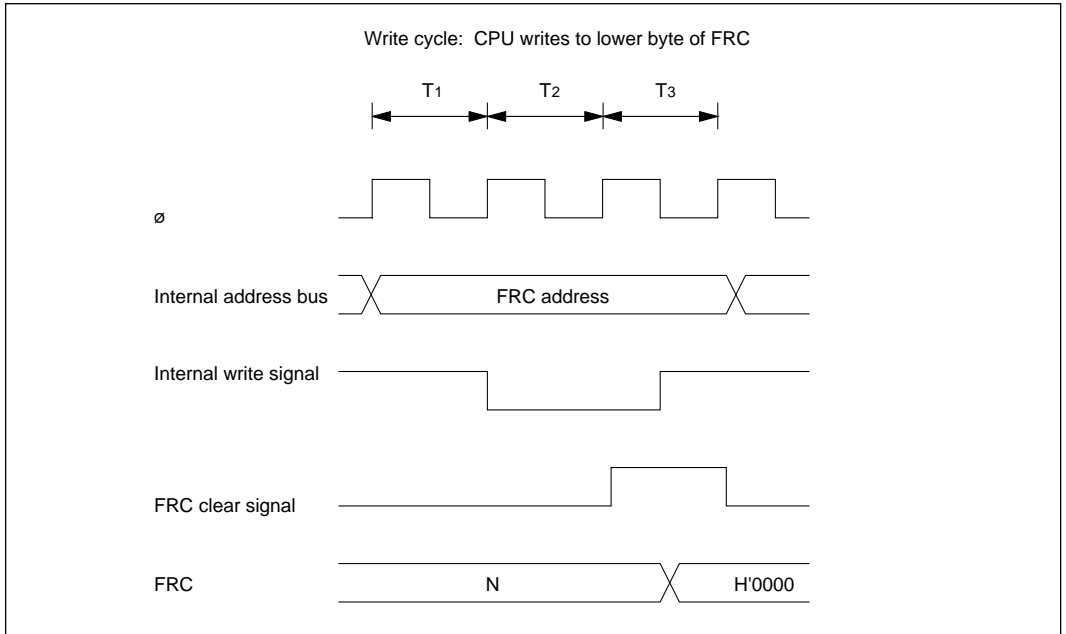 Write cycle: CPU writes to lower byte of FRC
T1 T2 T3
ø
Internal address bus FRC address
Internal write signal
FRC clear signal
FRC N H'0000